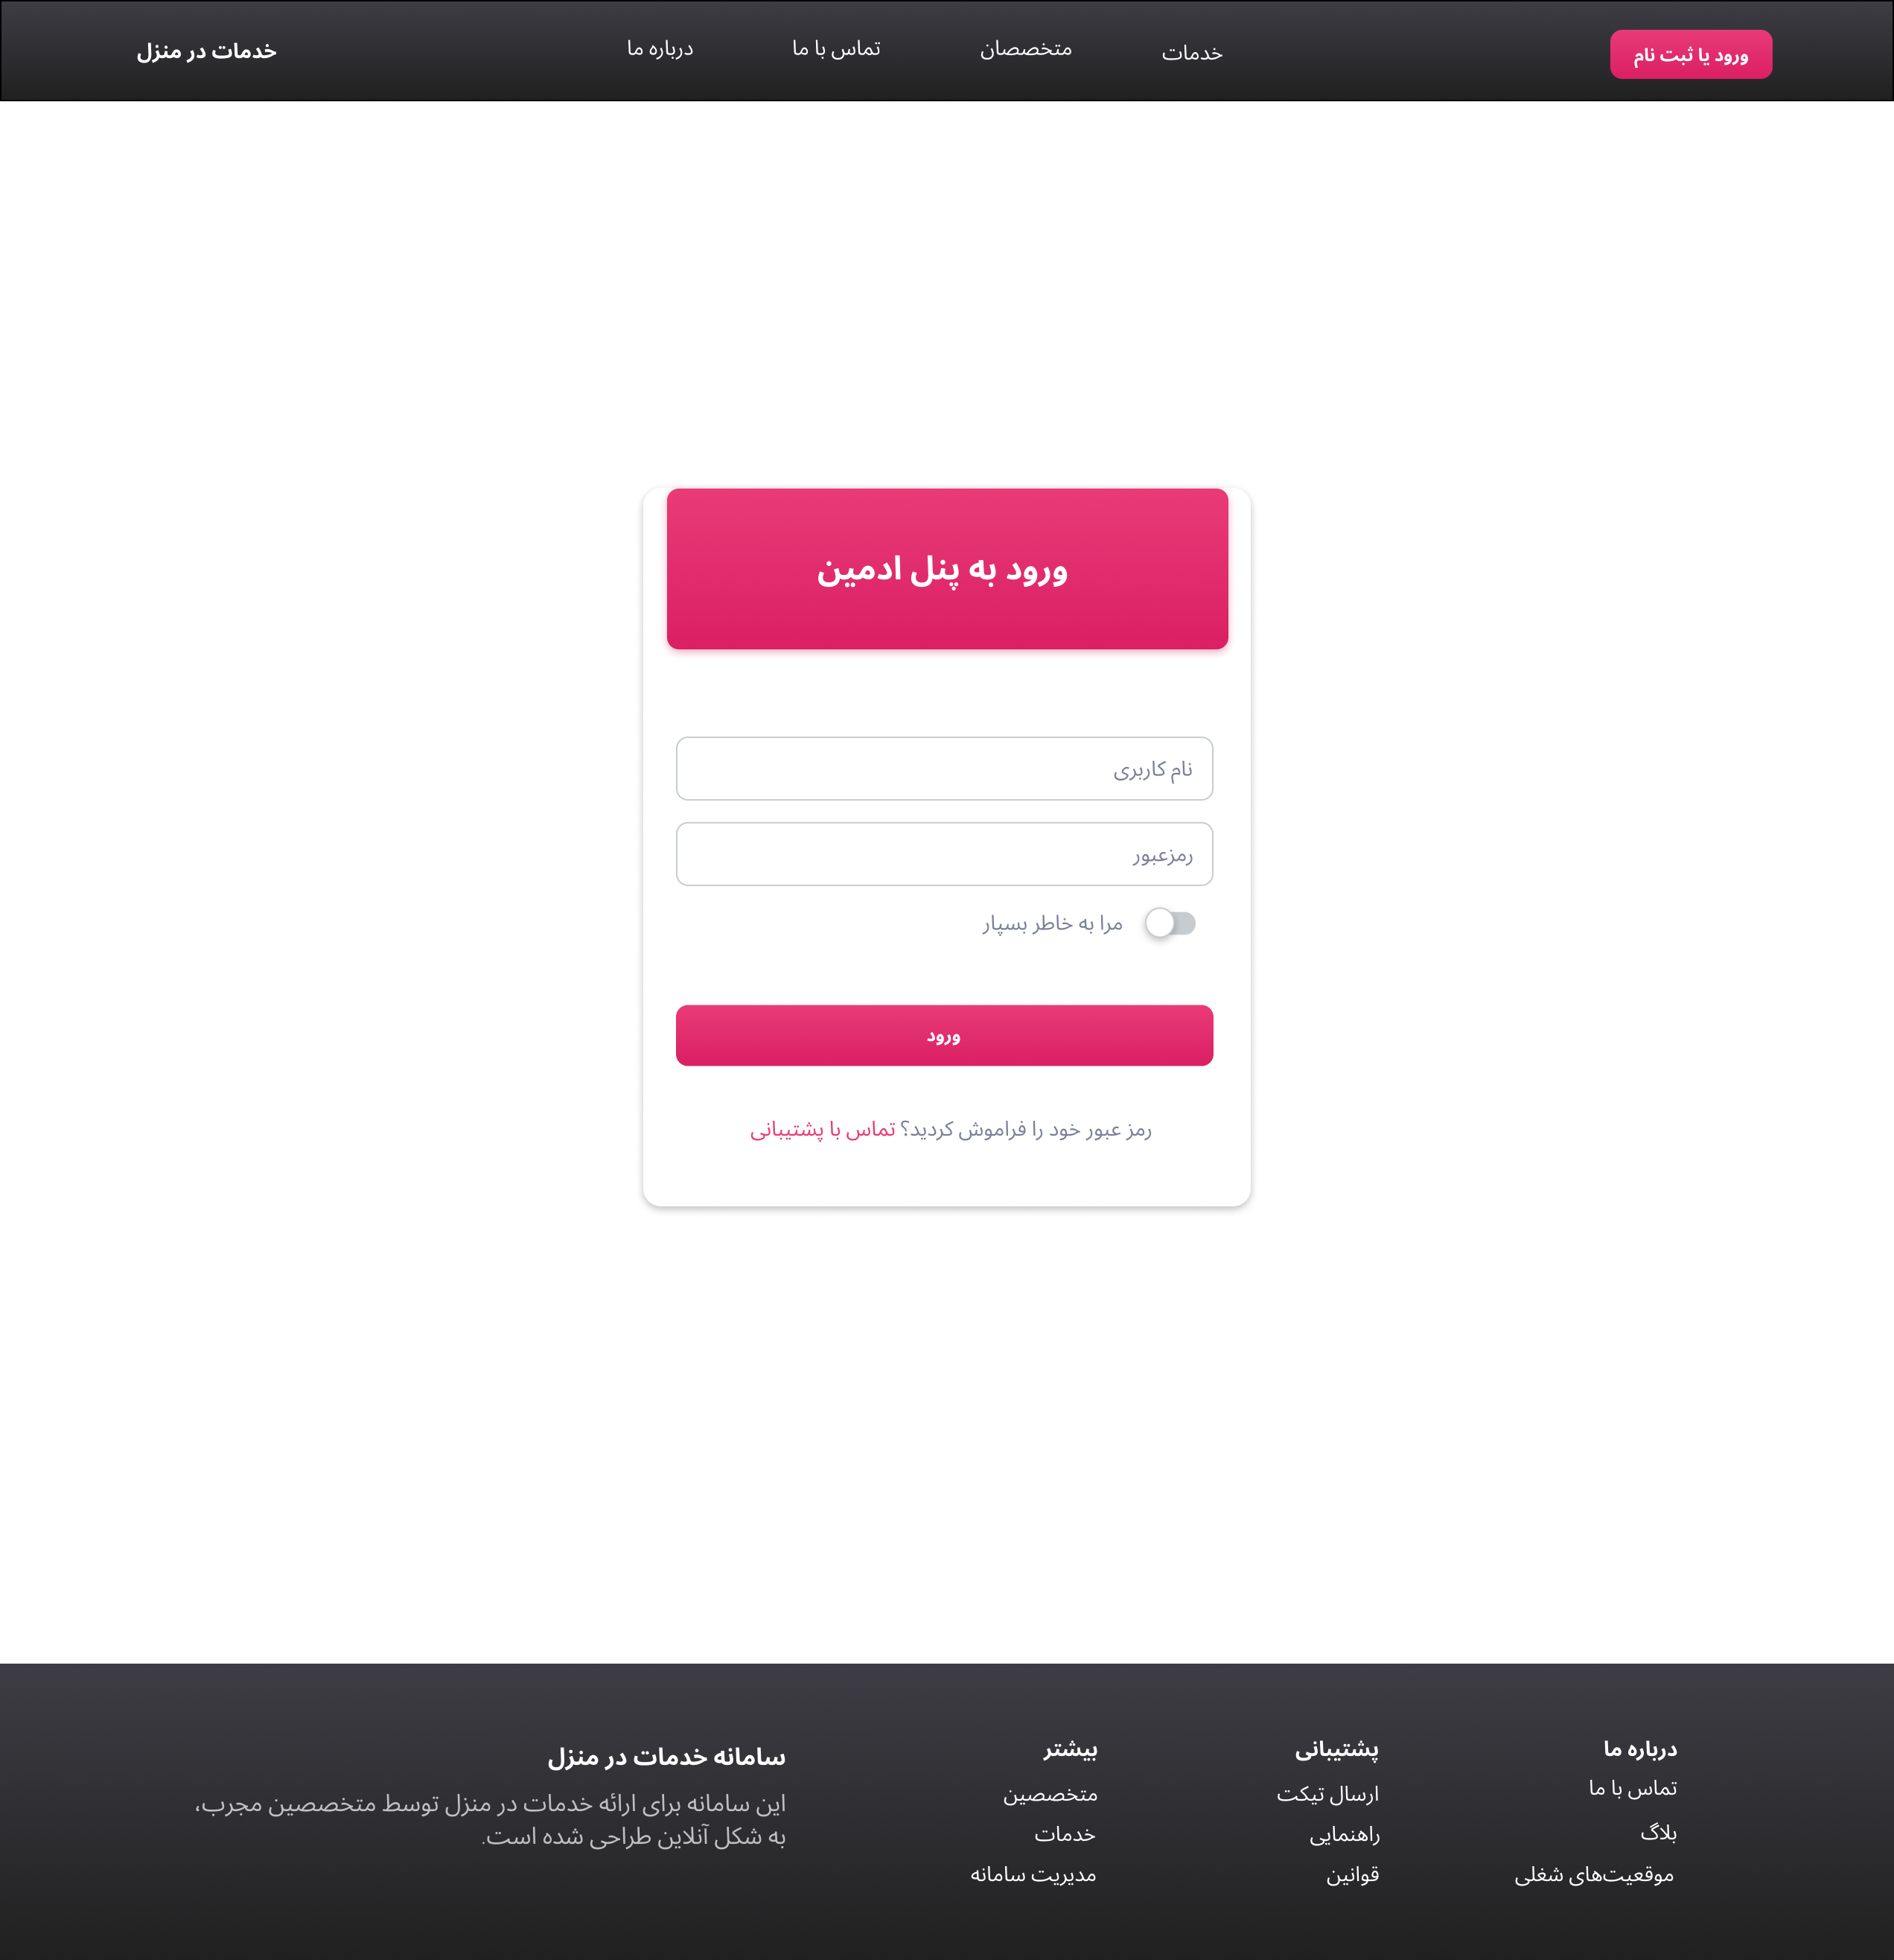 ورود یا ثبت نام
خدمات
متخصصان
تماس با ما
درباره ما
خدمات در منزل
ورود به پنل ادمین
نام کاربری
رمزعبور
مرا به خاطر بسپار
ورود
رمز عبور خود را فراموش کردید؟ تماس با پشتیبانی
درباره ما
تماس با ما
بلاگ
موقعیت‌های شغلی
پشتیبانی
ارسال تیکت
راهنمایی
قوانین
بیشتر
متخصصین
خدمات
مدیریت سامانه
سامانه خدمات در منزل
این سامانه برای ارائه خدمات در منزل توسط متخصصین مجرب،
به شکل آنلاین طراحی شده است.